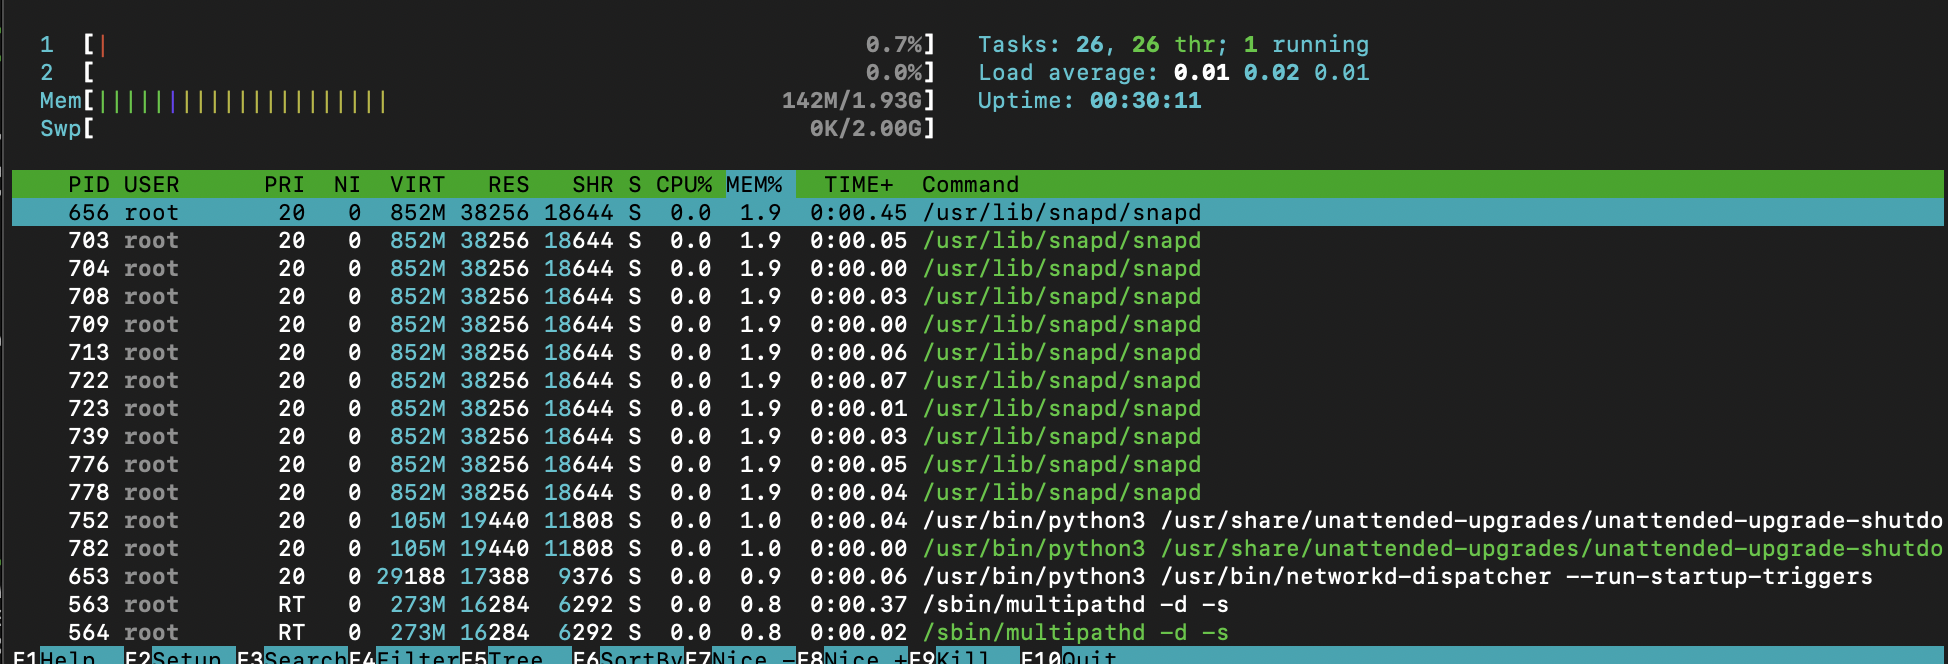 1 [| 0.7%] Tasks: 26, 26 thr; 1 running
2 [ 0.0%] Load average: 0.01 0.02 0.01
Mem[||||||||||||||||||||| 142M/1.93G] Uptime: 00:30:11
Swp[ 0K/2.00G]
PID USER PRI NI VIRT RES SHR S CPU% MEM% TIME+ Command
656 root 20 0 852M 38256 18644 S 0.0 1.9 0:00.45 /usr/lib/snapd/snapd
703 root 20 0 852M 38256 18644 S 0.0 1.9 0:00.05 /usr/lib/snapd/snapd
704 root 20 0 852M 38256 18644 S 0.0 1.9 0:00.00 /usr/lib/snapd/snapd
708 root 20 0 852M 38256 18644 S 0.0 1.9 0:00.03 /usr/lib/snapd/snapd
709 root 20 0 852M 38256 18644 S 0.0 1.9 0:00.00 /usr/lib/snapd/snapd
713 root 20 0 852M 38256 18644 S 0.0 1.9 0:00.06 /usr/lib/snapd/snapd
722 root 20 0 852M 38256 18644 S 0.0 1.9 0:00.07 /usr/lib/snapd/snapd
723 root 20 0 852M 38256 18644 S 0.0 1.9 0:00.01 /usr/lib/snapd/snapd
739 root 20 0 852M 38256 18644 S 0.0 1.9 0:00.03 /usr/lib/snapd/snapd
776 root 20 0 852M 38256 18644 S 0.0 1.9 0:00.05 /usr/lib/snapd/snapd
778 root 20 0 852M 38256 18644 S 0.0 1.9 0:00.04 /usr/lib/snapd/snapd
752 root 20 0 105M 19440 11808 S 0.0 1.0 0:00.04 /usr/bin/python3 /usr/share/unattended-upgrades/unattended-upgrade-shutdo
782 root 20 0 105M 19440 11808 S 0.0 1.0 0:00.00 /usr/bin/python3 /usr/share/unattended-upgrades/unattended-upgrade-shutdo
653 root 20 0 29188 17388 9376 S 0.0 0.9 0:00.06 /usr/bin/python3 /usr/bin/networkd-dispatcher --run-startup-triggers
563 root RT 0 273M 16284 6292 S 0.0 0.8 0:00.37 /sbin/multipathd -d -s
564 root RT 0 273M 16284 6292 S 0.0 0.8 0:00.02 /sbin/multipathd -d -s
F1Help F2Setup F3SearchF4FilterF5Tree F6SortByF7Nice -F8Nice +F9Kill F10Quit